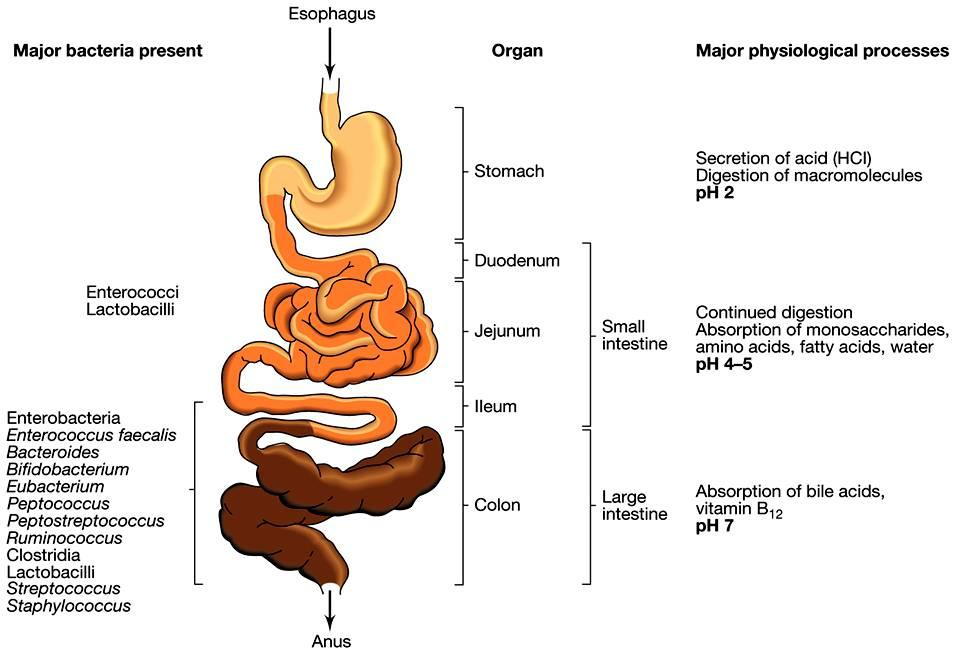 Esophagus
Major bacteria present
Organ
Major physiological processes
Stomach
Secretion of acid (HCl)
Digestion of macromolecules
pH 2
Duodenum
Enterococci
Lactobacilli
Jejunum
Small
intestine
Continued digestion
Absorption of monosaccharides,
amino acids, fatty acids, water
pH 4–5
Ileum
Enterobacteria
Enterococcus faecalis
Bacteroides
Bifidobacterium
Eubacterium
Peptococcus
Peptostreptococcus
Ruminococcus
Clostridia
Lactobacilli
Streptococcus
Staphylococcus
Colon
Large
intestine
Absorption of bile acids,
vitamin B12
pH 7
Anus